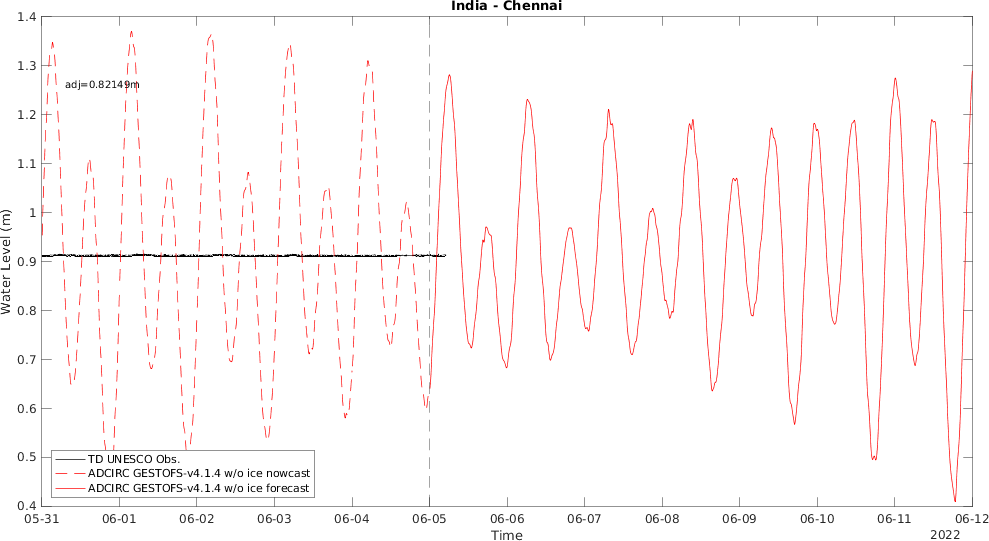 India - Chennai
1.4
1.3
1.2
1.1
1
0.9
0.8
0.7
0.6
0.5
0.4
Water Level (m)
adj=0.82149m
TD UNESCO Obs.
ADCIRC GESTOFS-v4.1.4 w/o ice nowcast
ADCIRC GESTOFS-v4.1.4 w/o ice forecast
05-31 06-01 06-02 06-03 06-04 06-05 06-06 06-07 06-08 06-09 06-10 06-11 06-12
Time
2022